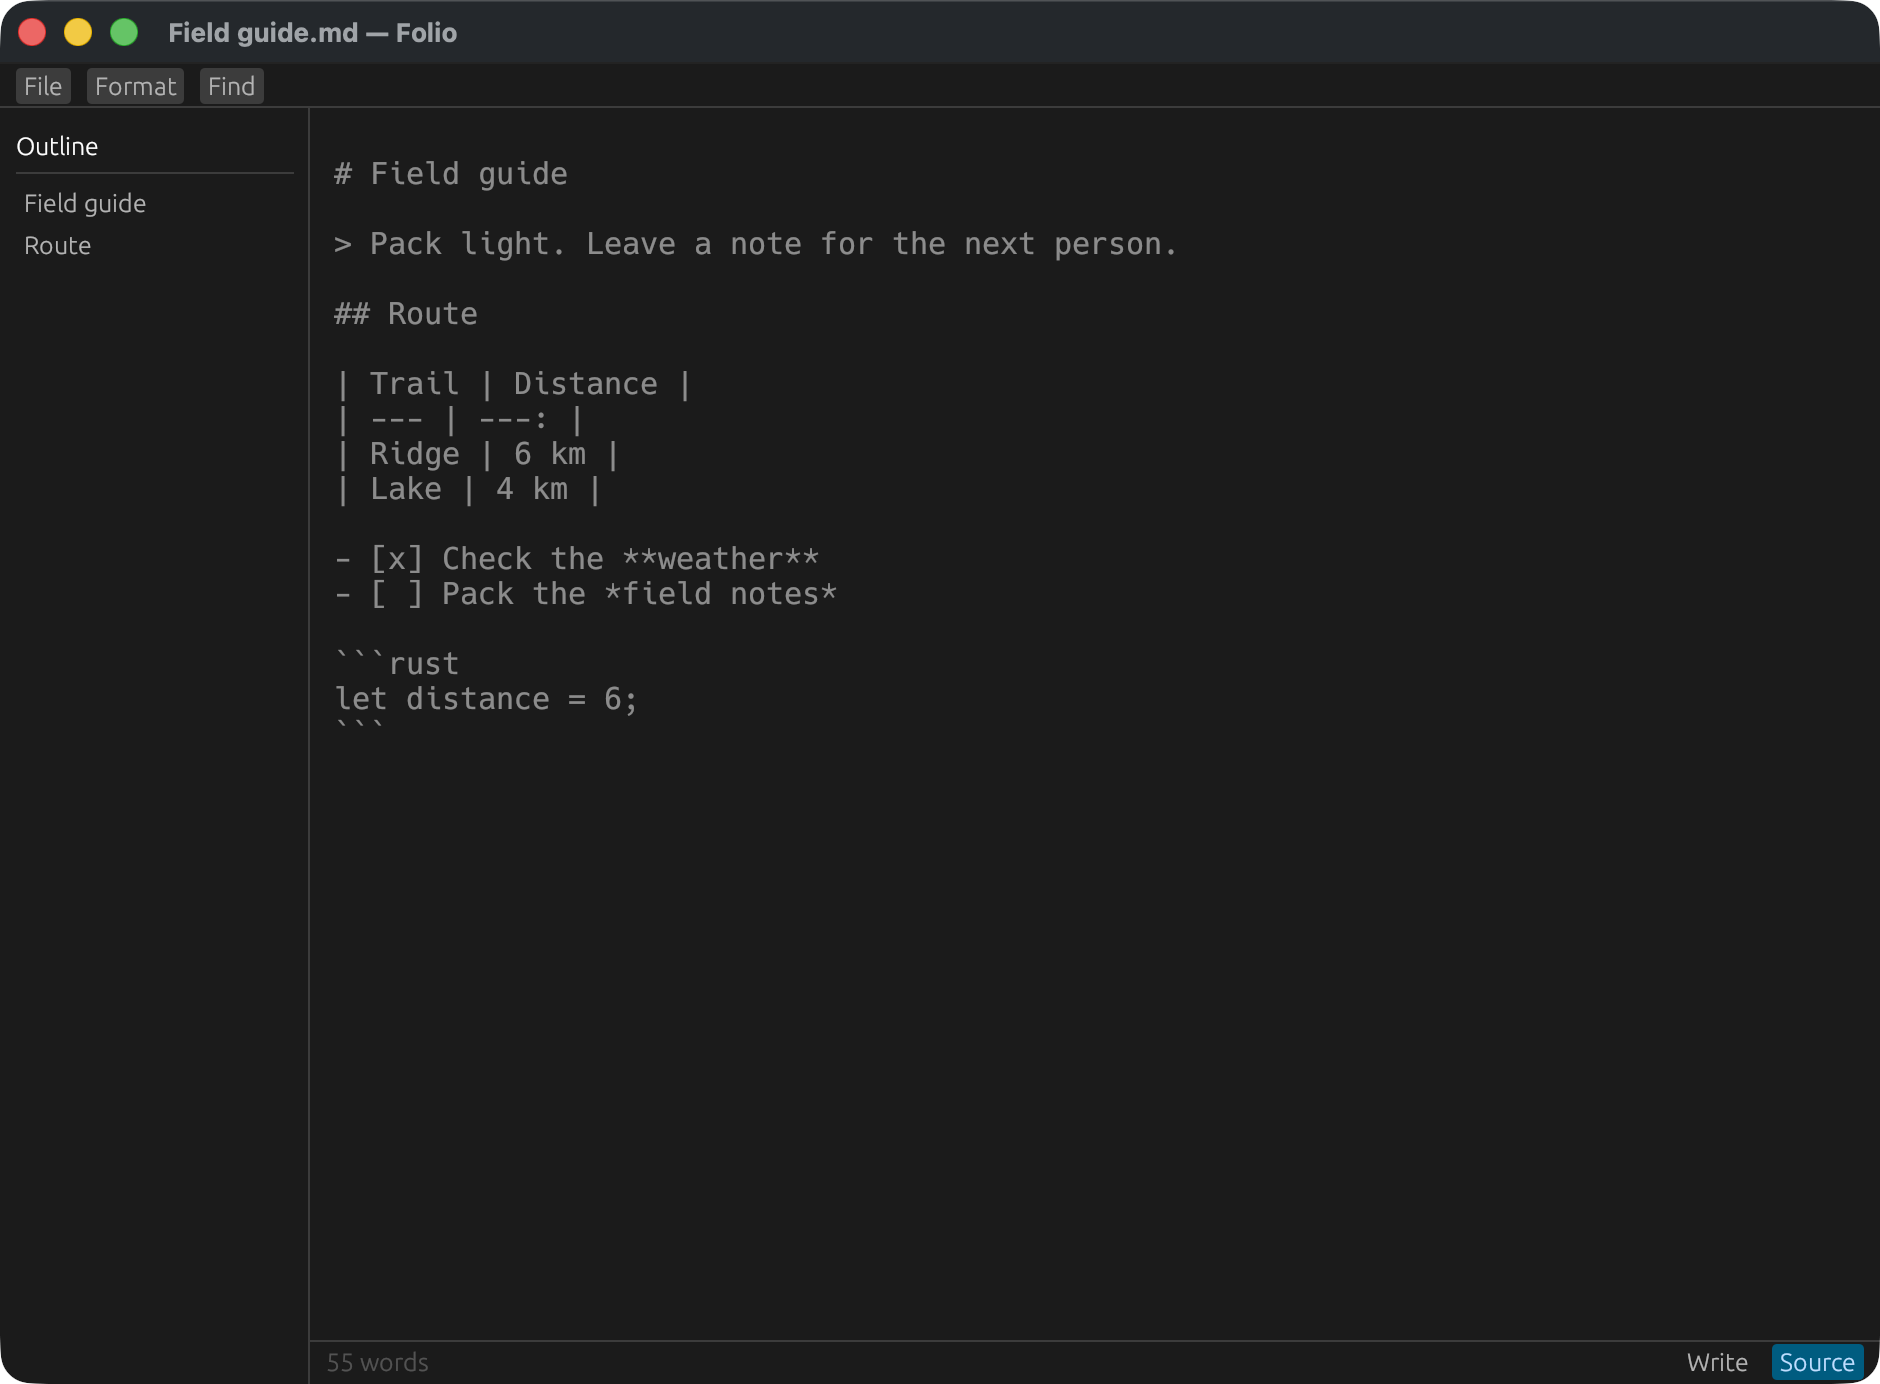 Field guide.md — Folio
File Format Find
Outline
Field guide
Route
# Field guide
> Pack light. Leave a note for the next person.
## Route
| Trail | Distance |
| --- | ---: |
| Ridge | 6 km |
| Lake | 4 km |
- [x] Check the **weather**
- [ ] Pack the *field notes*
```rust
let distance = 6;
```
55 words
Write Source